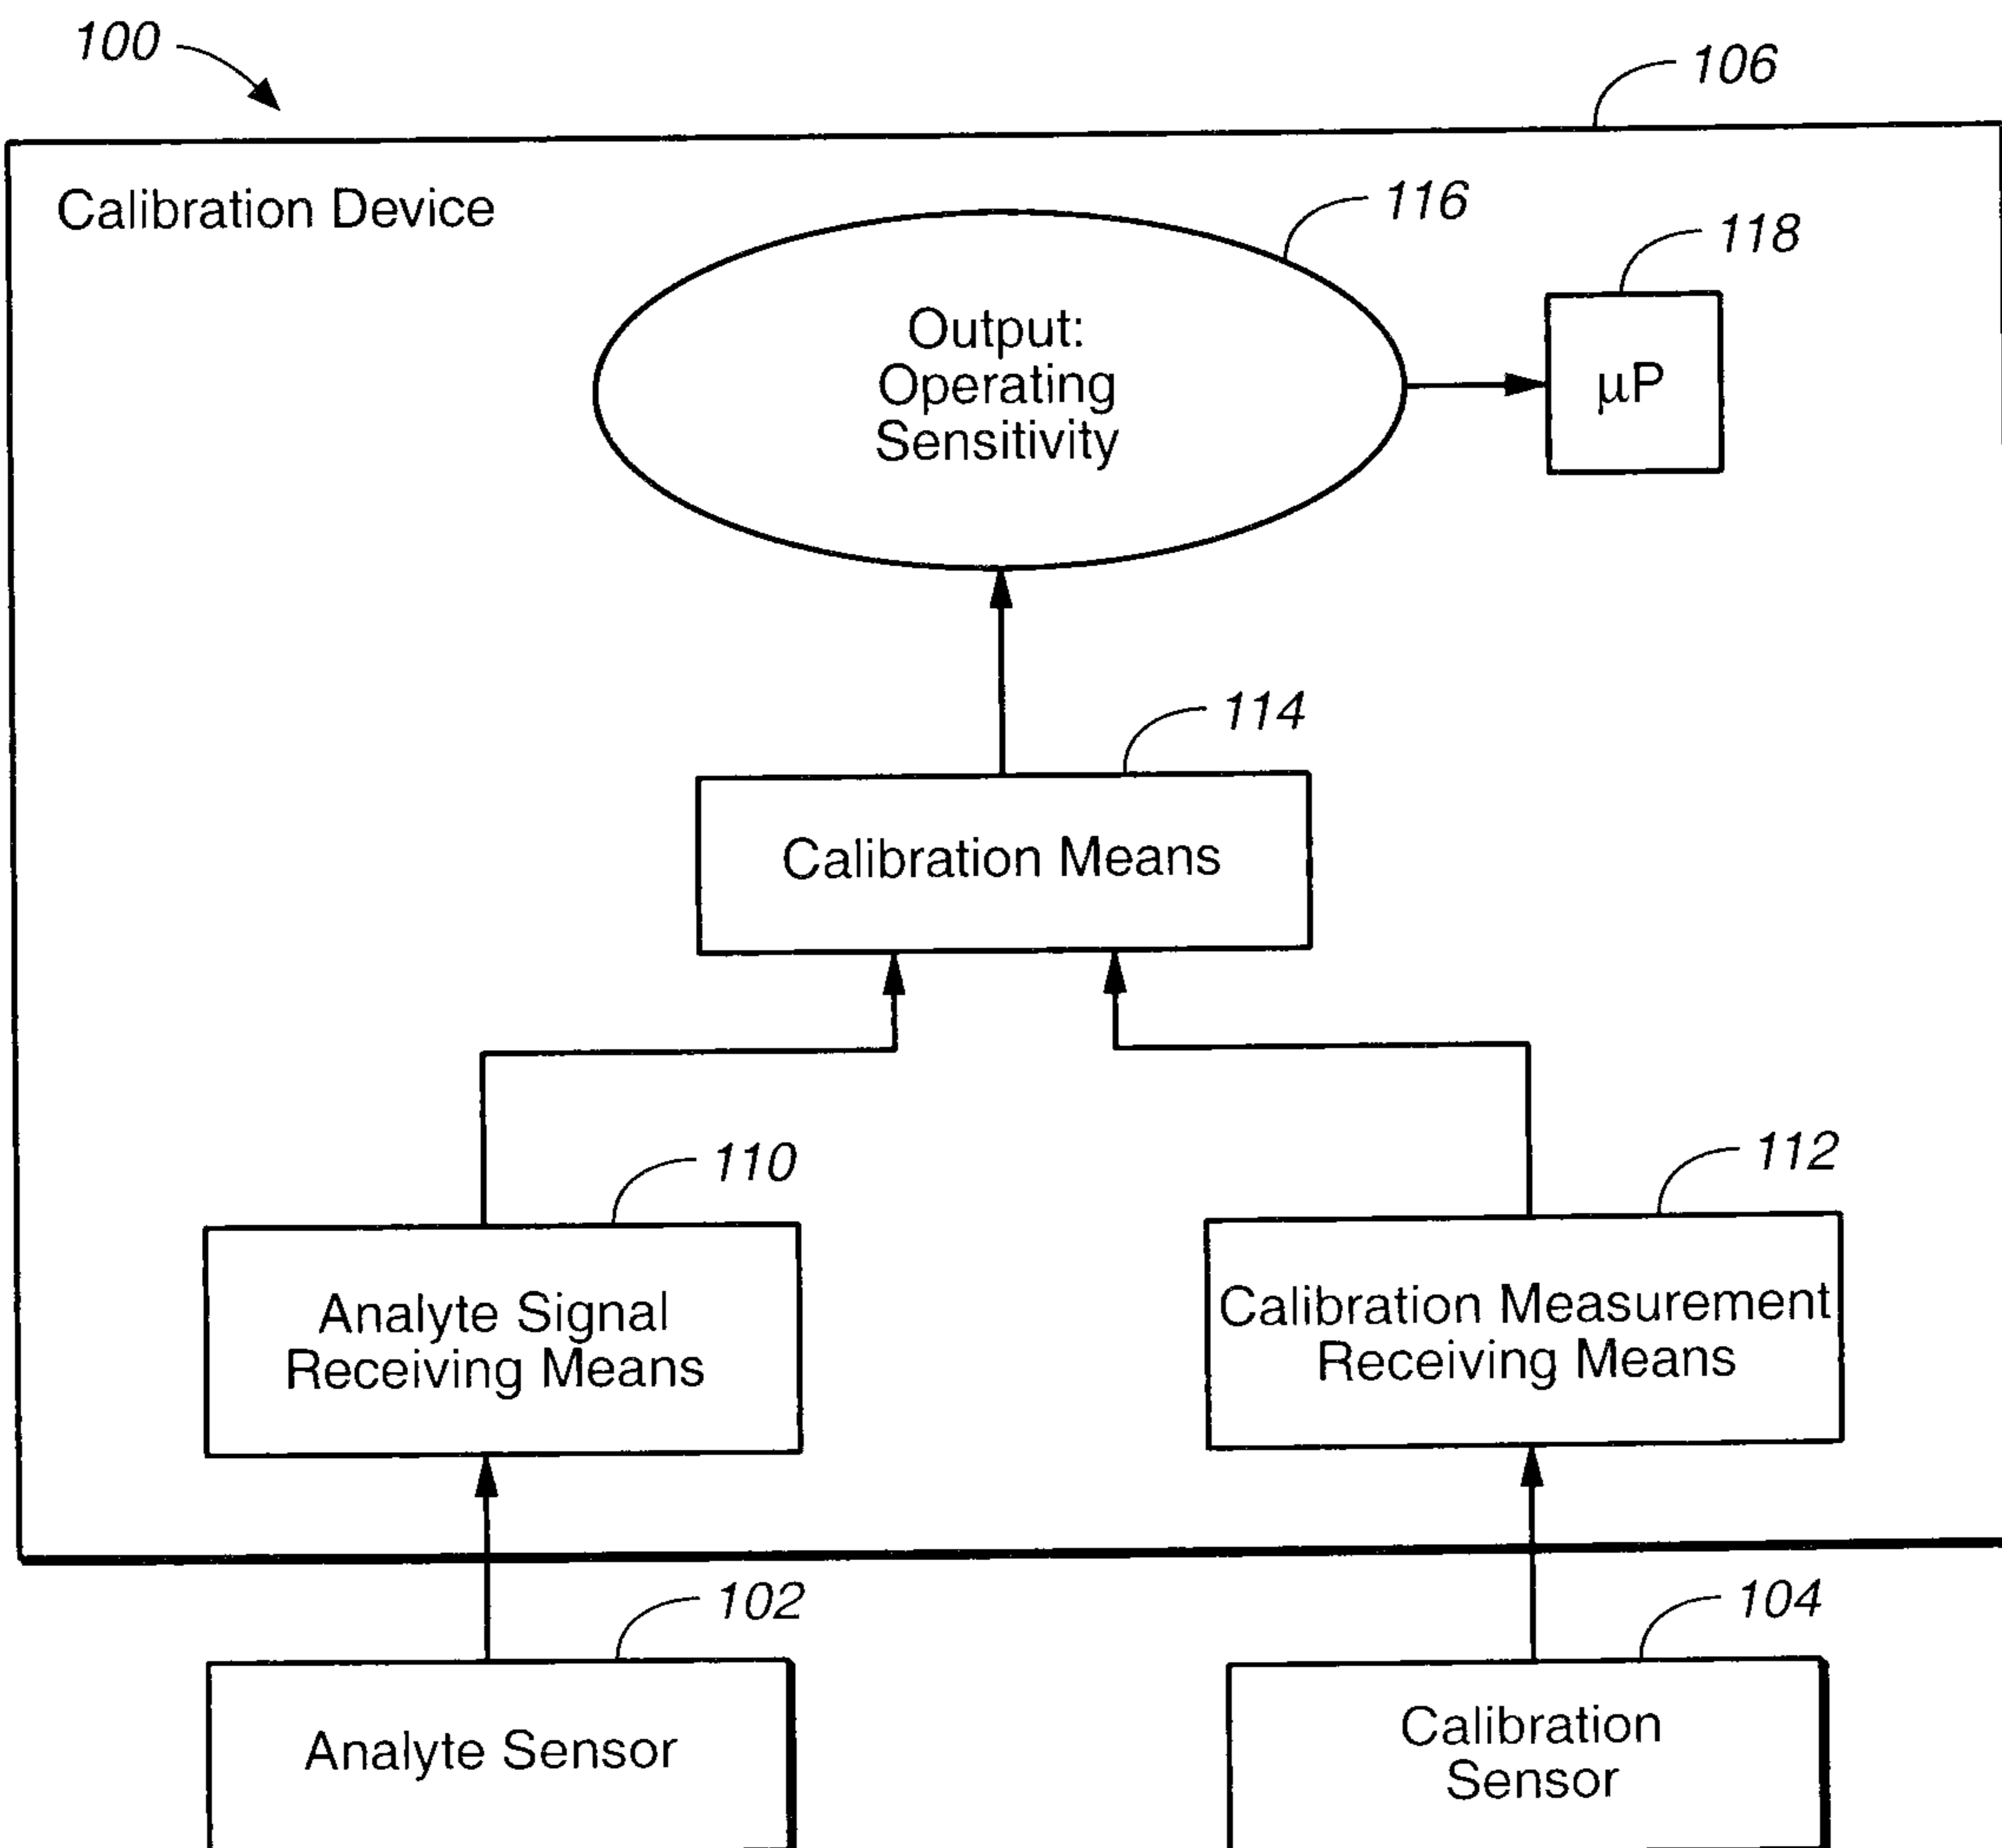 100
106
Calibration Device
116
118
Output:
Operating
Sensitivity
μP
114
Calibration Means
110
112
Analyte Signal
Receiving Means
Calibration Measurement
Receiving Means
102
104
Analyte Sensor
Calibration
Sensor